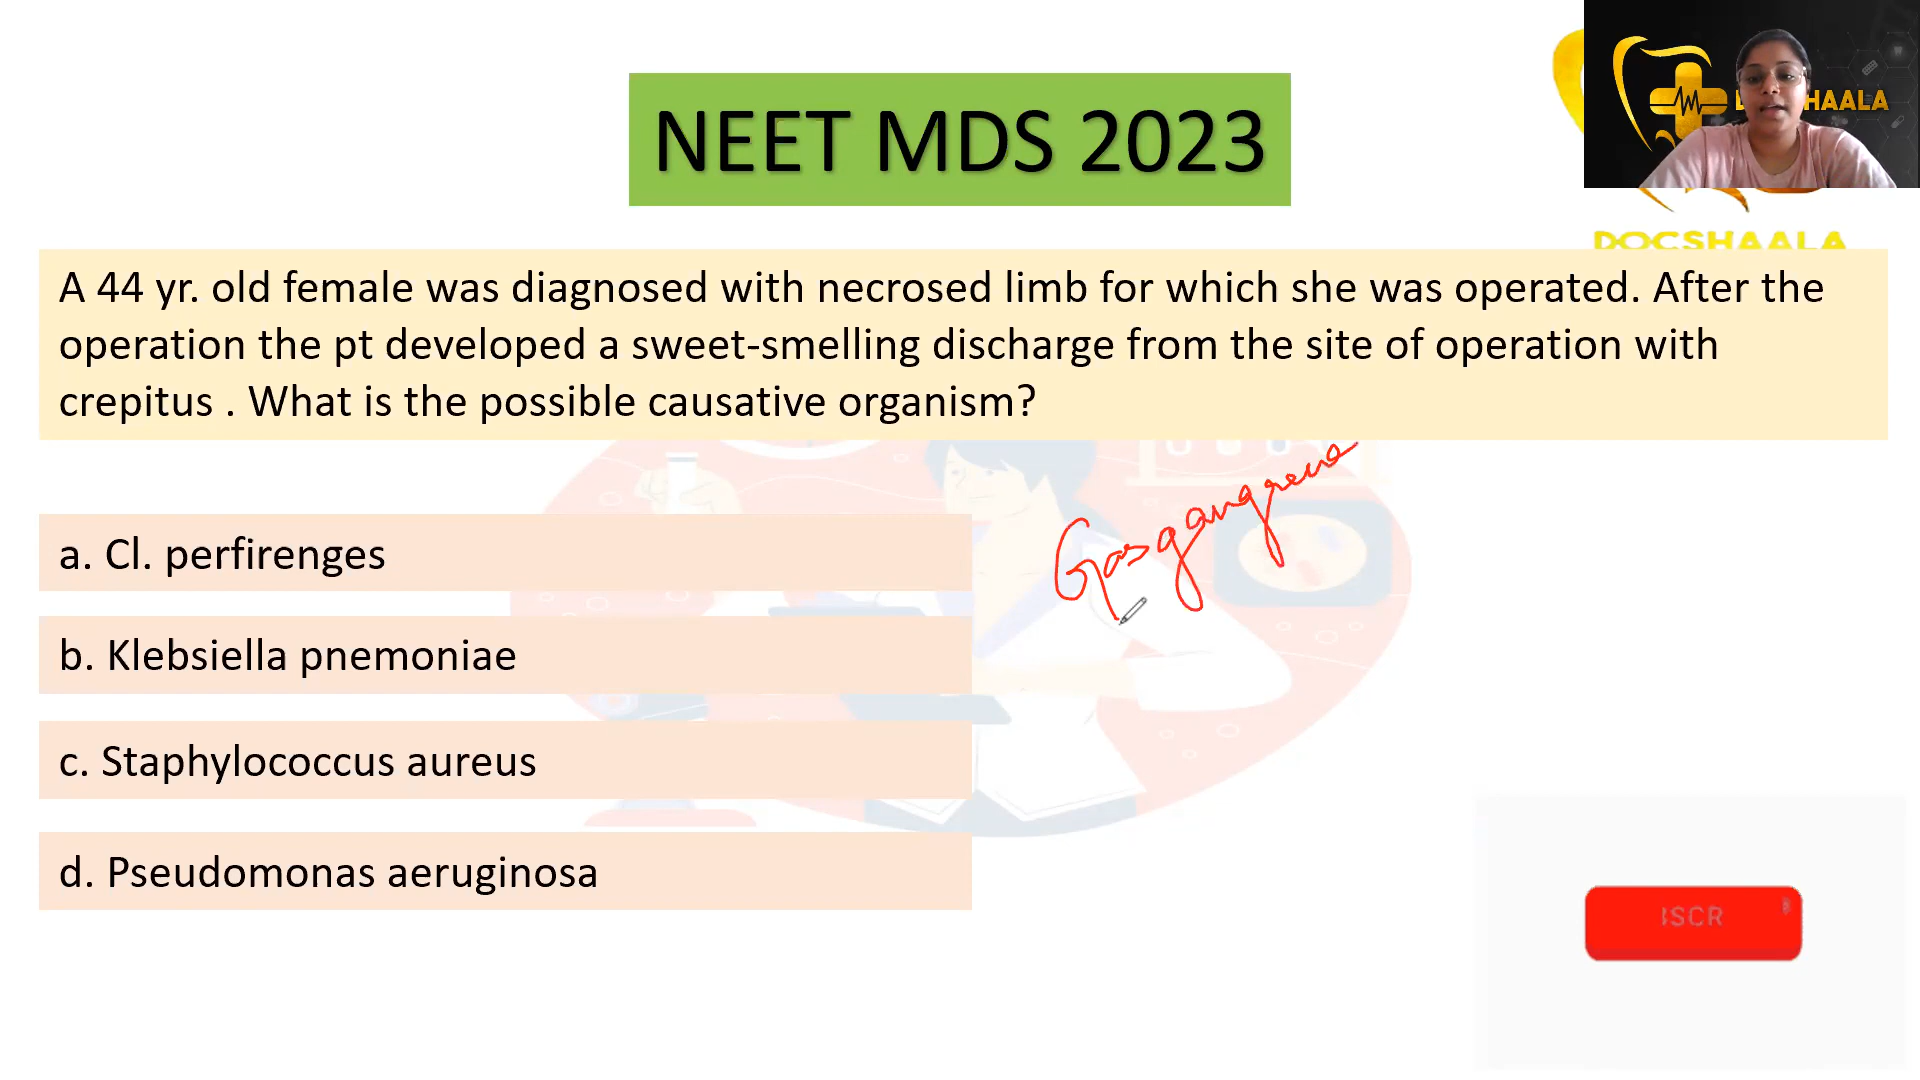 HAALA
NEET MDS 2023
DOCSHAALA
A 44 yr. old female was diagnosed with necrosed limb for which she was operated. After the
operation the pt developed a sweet-smelling discharge from the site of operation with
crepitus . What is the possible causative organism?
Gas gangrene
a. Cl. perfirenges
b. Klebsiella pnemoniae
c. Staphylococcus aureus
d. Pseudomonas aeruginosa
SCR